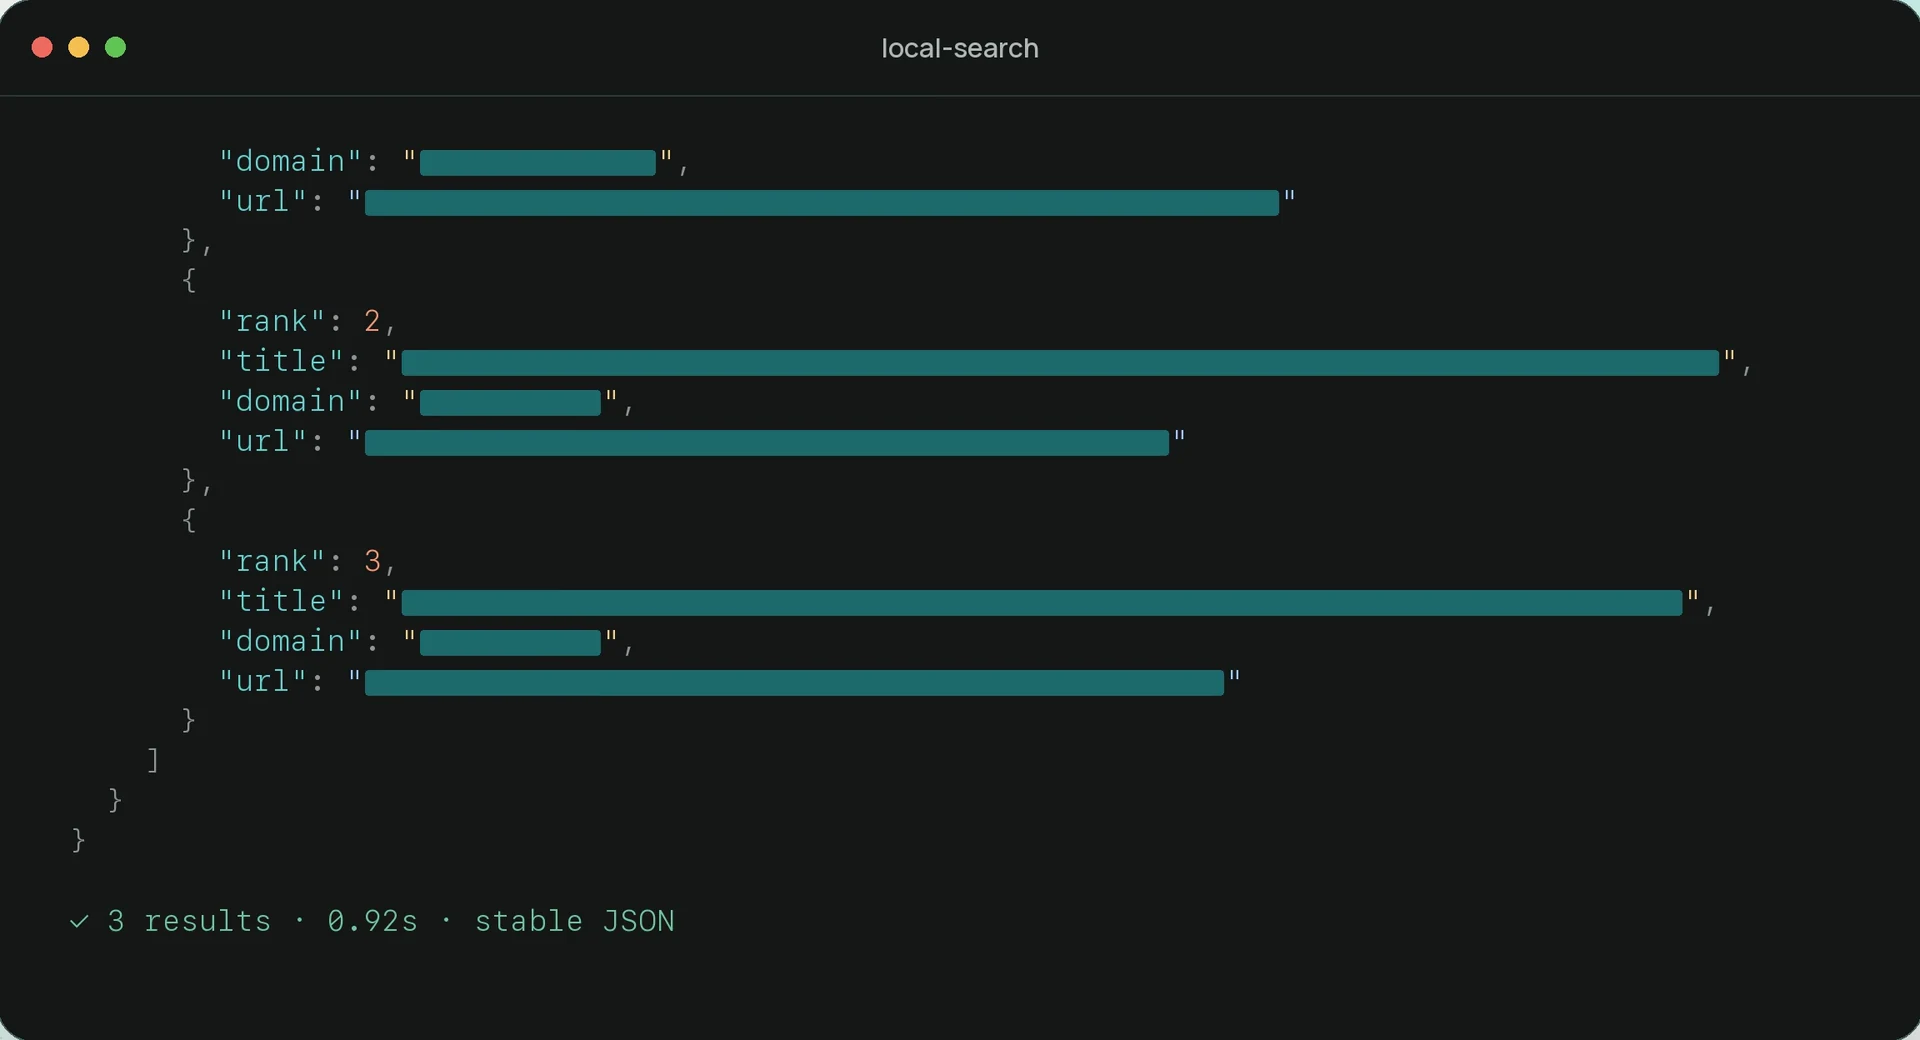 local-search
"domain": "",
"url": ""
},
{
"rank": 2,
"title": "",
"domain": "",
"url": ""
},
{
"rank": 3,
"title": "",
"domain": "",
"url": ""
}
]
}
}
✓ 3 results · 0.92s · stable JSON